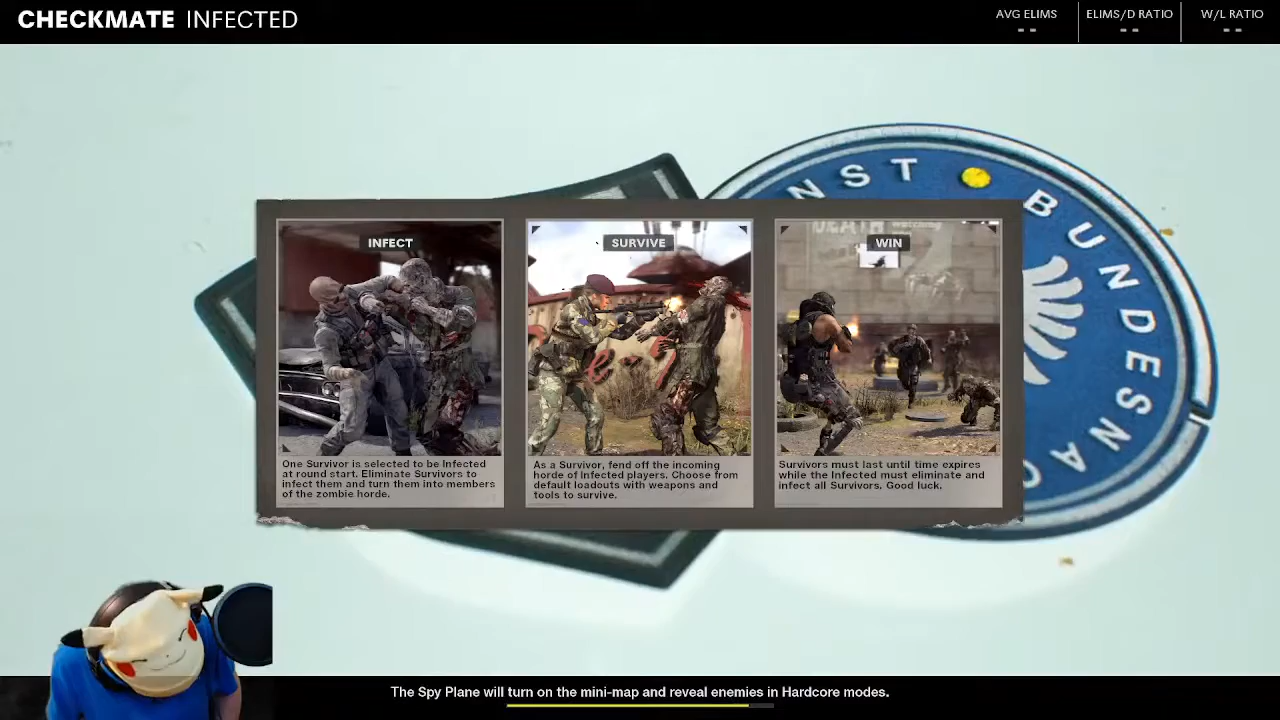 CHECKMATE INFECTED
AVG ELIMS
ELIMS/D RATIO
W/L RATIO
- -
- -
- -
NST • BUNDESNAC
INFECT
SURVIVE
WIN
DEATH watching
One Survivor is selected to be Infected
at round start. Eliminate Survivors to
infect them and turn them into members
of the zombie horde.
As a Survivor, fend off the incoming
horde of Infected players. Choose from
default loadouts with weapons and
tools to survive.
Survivors must last until time expires
while the Infected must eliminate and
infect all Survivors. Good luck.
The Spy Plane will turn on the mini-map and reveal enemies in Hardcore modes.